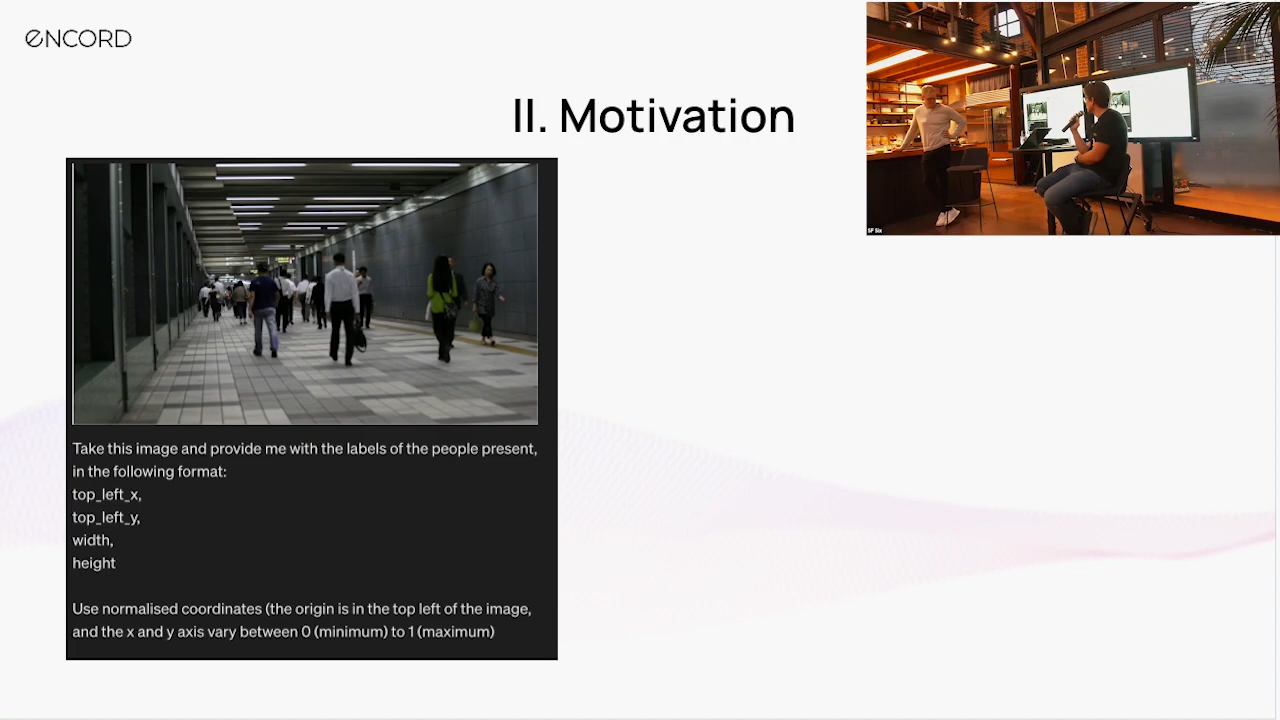 ENCORD
II. Motivation
SF Six
Take this image and provide me with the labels of the people present,
in the following format:
top_left_x,
top_left_y,
width,
height
Use normalised coordinates (the origin is in the top left of the image,
and the x and y axis vary between 0 (minimum) to 1 (maximum)